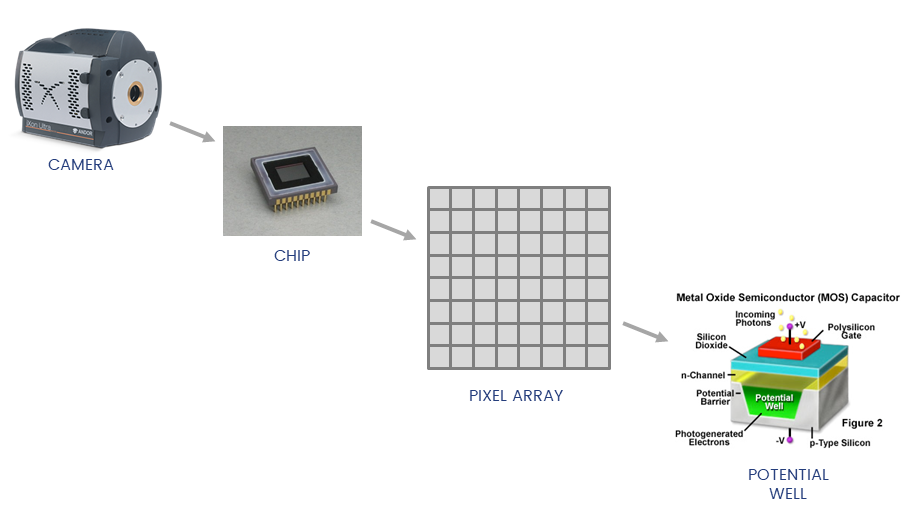 iXon Ultra
ANDOR
CAMERA
CHIP
PIXEL ARRAY
Metal Oxide Semiconductor (MOS) Capacitor
Incoming
Photons
+V
Polysilicon
Gate
Silicon
Dioxide
n-Channel
Potential
Barrier
Potential
Well
Figure 2
Photogenerated
Electrons
-V
p-Type Silicon
POTENTIAL
WELL